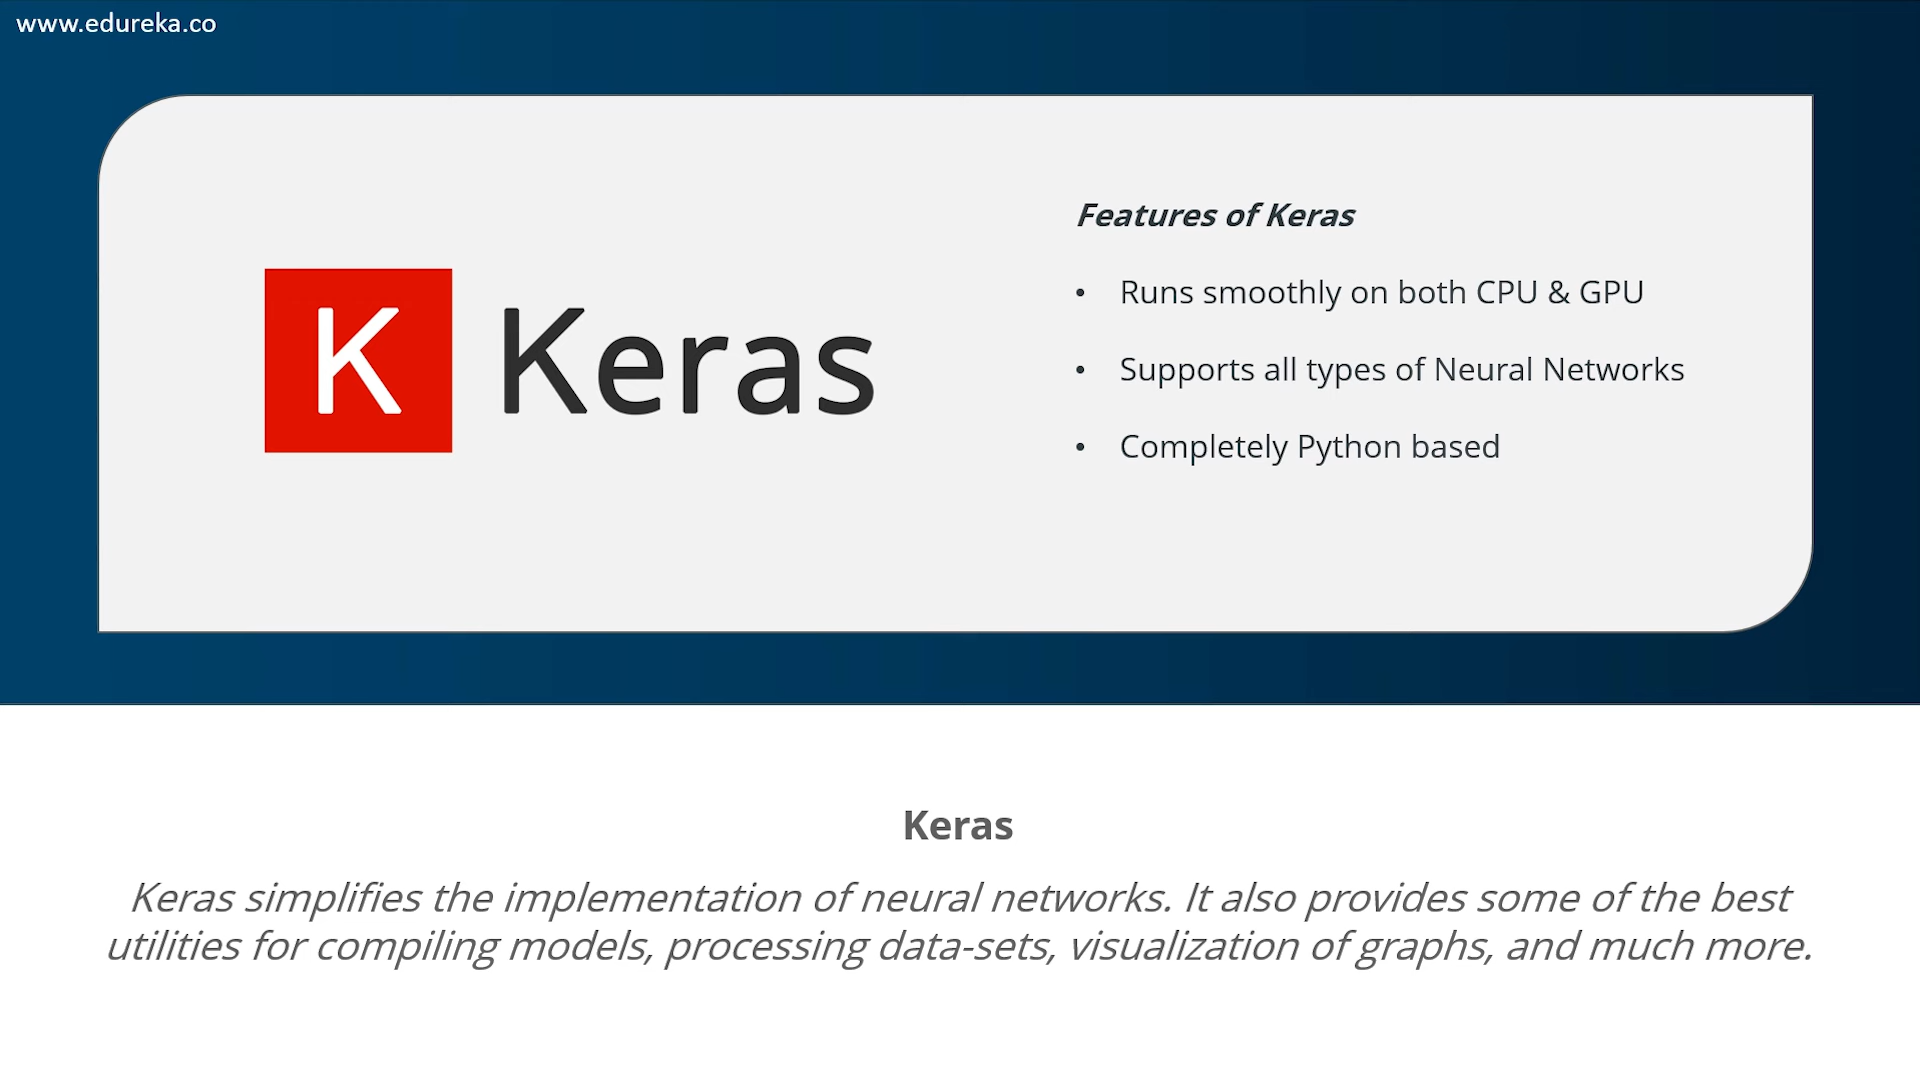 www.edureka.co
K Keras
Features of Keras
• Runs smoothly on both CPU & GPU
• Supports all types of Neural Networks
• Completely Python based
Keras
Keras simplifies the implementation of neural networks. It also provides some of the best
utilities for compiling models, processing data-sets, visualization of graphs, and much more.